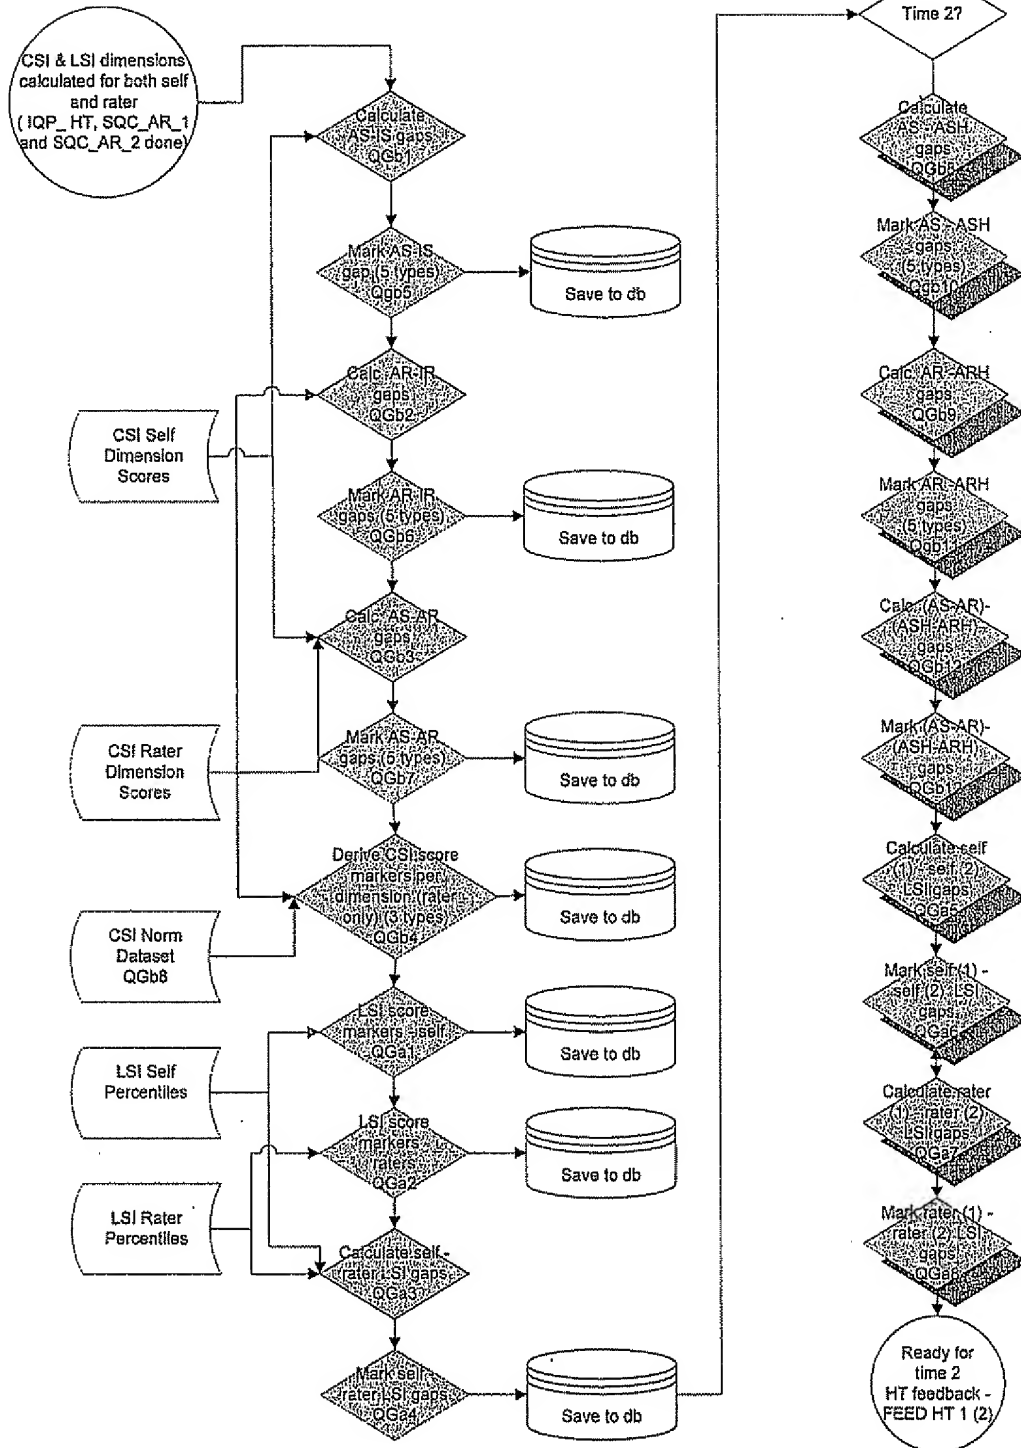 CSI & LSI dimensions
calculated for both self
and rater
( IQP_ HT, SQC_AR_1
and SQC_AR_2 done)
Calculate
AS-IS gaps
QGb1
Mark AS-IS
gap (5 types)
Qgb5
Save to db
Calc. AR-IR
gaps
QGb2
CSI Self
Dimension
Scores
Mark AR-IR
gaps (5 types)
QGb6
Save to db
Calc. AS-AR
gaps
QGb3
CSI Rater
Dimension
Scores
Mark AS-AR
gaps (5 types)
QGb7
Save to db
Derive CSI score
markers per
dimension (rater
only) (3 types)
QGb4
Save to db
CSI Norm
Dataset
QGb8
LSI score
markers - self
QGa1
Save to db
LSI Self
Percentiles
LSI score
markers -
raters
QGa2
Save to db
LSI Rater
Percentiles
Calculate self -
rater LSI gaps
QGa3
Mark self -
rater LSI gaps
QGa4
Save to db
Time 2?
Calculate
AS - ASH
gaps
Mark AS - ASH
gaps
(5 types)
Qgb10
Calc. AR -ARH
gaps
QGb9
Mark AR -ARH
gaps
(5 types)
Calc. (AS-AR)-
(ASH-ARH)
gaps
QGb12
Mark (AS-AR)-
(ASH-ARH)
gaps
Calculate self
(1) - self (2)
LSI gaps
QGa5
Mark self (1) -
self (2) LSI
gaps
QGa6
Calculate rater
(1) - rater (2)
LSI gaps
QGa7
Mark rater (1) -
rater (2) LSI
gaps
QGa8
Ready for
time 2
HT feedback -
FEED HT 1 (2)